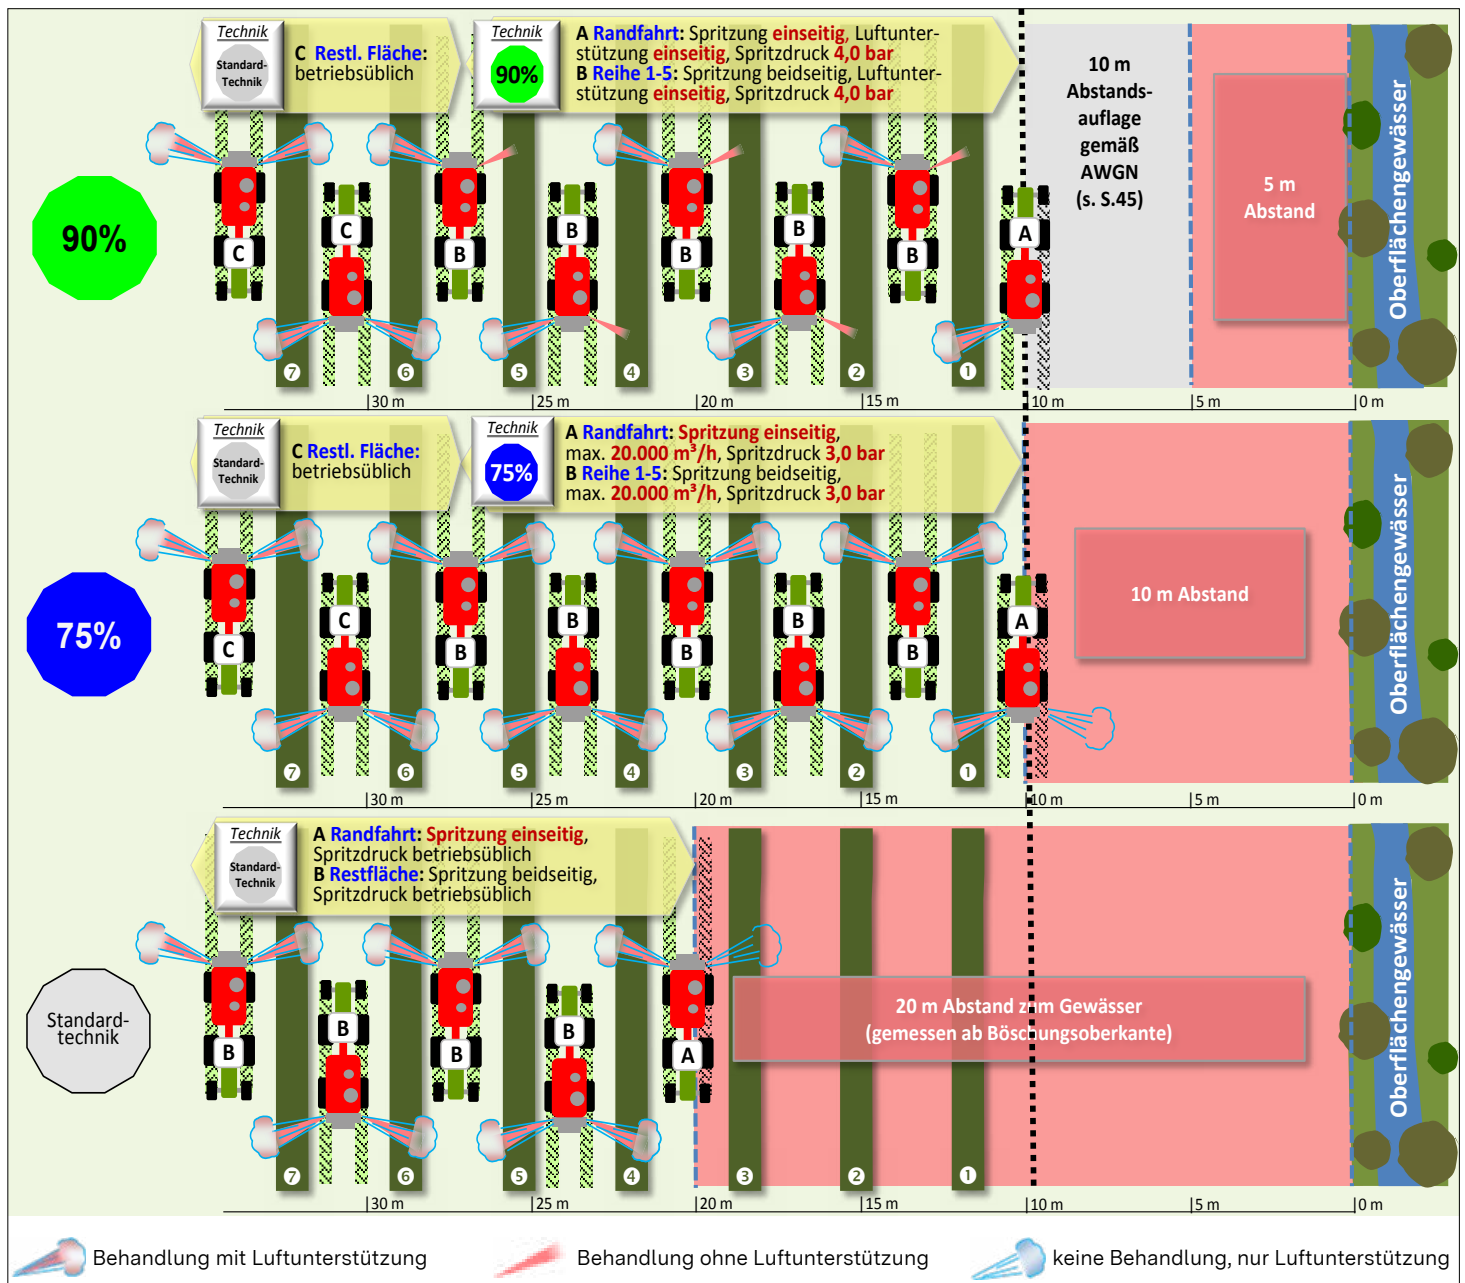 Technik
Standard-
Technik
C Restl. Fläche:
betriebsüblich
Technik
90%
A Randfahrt: Spritzung einseitig, Luftunter-
stützung einseitig, Spritzdruck 4,0 bar
B Reihe 1-5: Spritzung beidseitig, Luftunter-
stützung einseitig, Spritzdruck 4,0 bar
10 m
Abstands-
auflage
gemäß
AWGN
(s. S.45)
5 m
Abstand
Oberflächengewässer
90%
C
C
B
B
B
B
B
A
7
6
5
4
3
2
1
30 m
25 m
20 m
15 m
10 m
5 m
0 m
Technik
Standard-
Technik
C Restl. Fläche:
betriebsüblich
Technik
75%
A Randfahrt: Spritzung einseitig,
max. 20.000 m³/h, Spritzdruck 3,0 bar
B Reihe 1-5: Spritzung beidseitig,
max. 20.000 m³/h, Spritzdruck 3,0 bar
10 m Abstand
Oberflächengewässer
75%
C
C
B
B
B
B
B
A
7
6
5
4
3
2
1
30 m
25 m
20 m
15 m
10 m
5 m
0 m
Technik
Standard-
Technik
A Randfahrt: Spritzung einseitig,
Spritzdruck betriebsüblich
B Restfläche: Spritzung beidseitig,
Spritzdruck betriebsüblich
20 m Abstand zum Gewässer
(gemessen ab Böschungsoberkante)
Oberflächengewässer
Standard-
technik
B
B
B
B
A
7
6
5
4
3
2
1
30 m
25 m
20 m
15 m
10 m
5 m
0 m
Behandlung mit Luftunterstützung
Behandlung ohne Luftunterstützung
keine Behandlung, nur Luftunterstützung